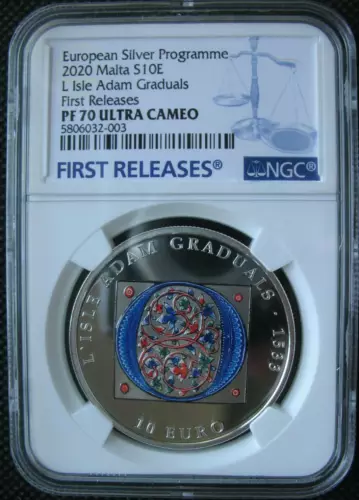 European Silver Programme
2020 Malta S10E
L Isle Adam Graduals
First Releases
PF 70 ULTRA CAMEO
5806032-003
FIRST RELEASES®
NGC®
L'ISLE ADAM GRADUALS · 1533
10 EURO